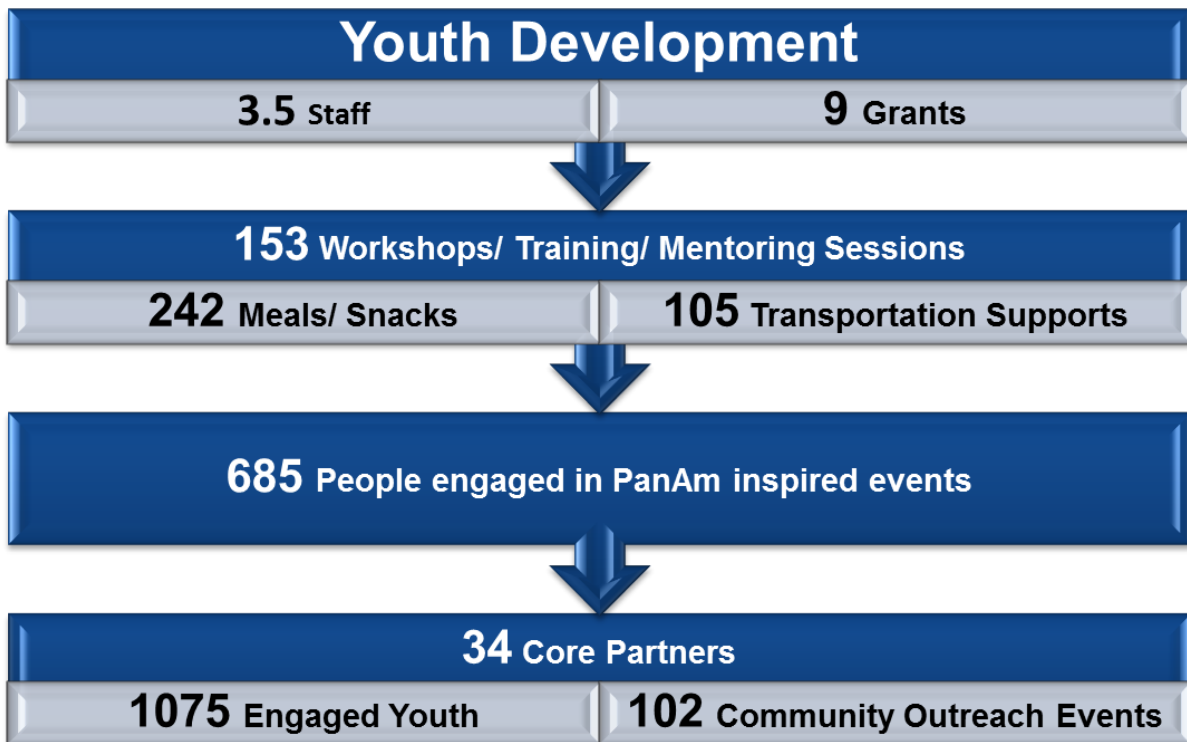 Youth Development
3.5 Staff
9 Grants
153 Workshops/ Training/ Mentoring Sessions
242 Meals/ Snacks
105 Transportation Supports
685 People engaged in PanAm inspired events
34 Core Partners
1075 Engaged Youth
102 Community Outreach Events